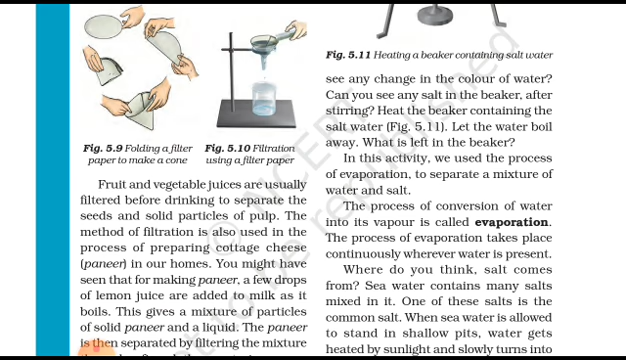 Fig. 5.9 Folding a filter
paper to make a cone
Fig. 5.10 Filtration
using a filter paper
Fruit and vegetable juices are usually
filtered before drinking to separate the
seeds and solid particles of pulp. The
method of filtration is also used in the
process of preparing cottage cheese
(paneer) in our homes. You might have
seen that for making paneer, a few drops
of lemon juice are added to milk as it
boils. This gives a mixture of particles
of solid paneer and a liquid. The paneer
is then separated by filtering the mixture
Fig. 5.11 Heating a beaker containing salt water
see any change in the colour of water?
Can you see any salt in the beaker, after
stirring? Heat the beaker containing the
salt water (Fig. 5.11). Let the water boil
away. What is left in the beaker?
In this activity, we used the process
of evaporation, to separate a mixture of
water and salt.
The process of conversion of water
into its vapour is called evaporation.
The process of evaporation takes place
continuously wherever water is present.
Where do you think, salt comes
from? Sea water contains many salts
mixed in it. One of these salts is the
common salt. When sea water is allowed
to stand in shallow pits, water gets
heated by sunlight and slowly turns into
© NCERT
not to be republished